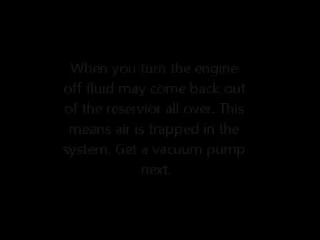 When you turn the engine
off fluid may come back out
of the reservior all over. This
means air is trapped in the
system. Get a vacuum pump
next.